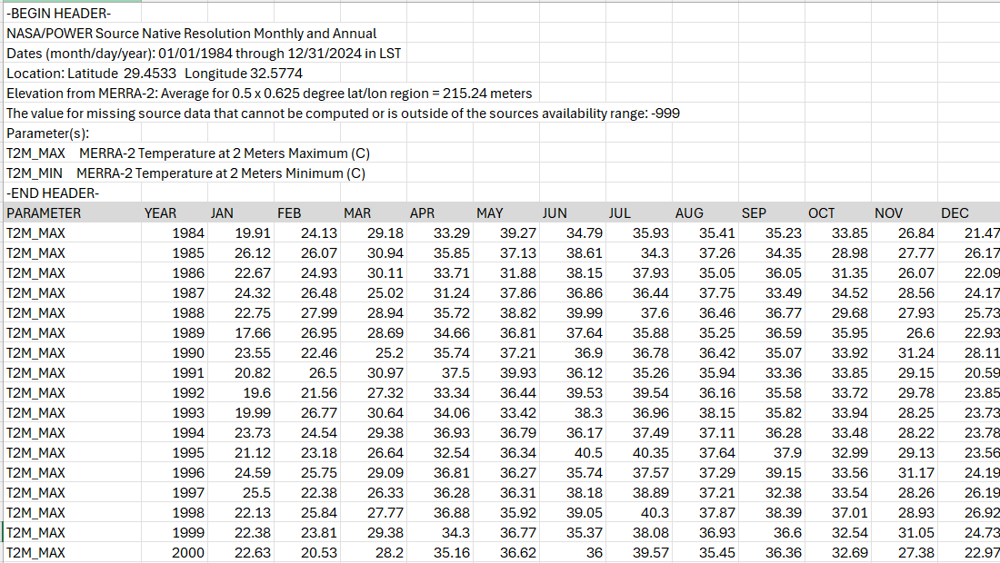 -BEGIN HEADER-
NASA/POWER Source Native Resolution Monthly and Annual
Dates (month/day/year): 01/01/1984 through 12/31/2024 in LST
Location: Latitude  29.4533   Longitude 32.5774
Elevation from MERRA-2: Average for 0.5 x 0.625 degree lat/lon region = 215.24 meters
The value for missing source data that cannot be computed or is outside of the sources availability range: -999
Parameter(s):
T2M_MAX    MERRA-2 Temperature at 2 Meters Maximum (C)
T2M_MIN    MERRA-2 Temperature at 2 Meters Minimum (C)
-END HEADER-
PARAMETER YEAR JAN FEB MAR APR MAY JUN JUL AUG SEP OCT NOV DEC
T2M_MAX 1984 19.91 24.13 29.18 33.29 39.27 34.79 35.93 35.41 35.23 33.85 26.84 21.47
T2M_MAX 1985 26.12 26.07 30.94 35.85 37.13 38.61 34.3 37.26 34.35 28.98 27.77 26.17
T2M_MAX 1986 22.67 24.93 30.11 33.71 31.88 38.15 37.93 35.05 36.05 31.35 26.07 22.09
T2M_MAX 1987 24.32 26.48 25.02 31.24 37.86 36.86 36.44 37.75 33.49 34.52 28.56 24.17
T2M_MAX 1988 22.75 27.99 28.94 35.72 38.82 39.99 37.6 36.46 36.77 29.68 27.93 25.73
T2M_MAX 1989 17.66 26.95 28.69 34.66 36.81 37.64 35.88 35.25 36.59 35.95 26.6 22.93
T2M_MAX 1990 23.55 22.46 25.2 35.74 37.21 36.9 36.78 36.42 35.07 33.92 31.24 28.11
T2M_MAX 1991 20.82 26.5 30.97 37.5 39.93 36.12 35.26 35.94 33.36 33.85 29.15 20.59
T2M_MAX 1992 19.6 21.56 27.32 33.34 36.44 39.53 39.54 36.16 35.58 33.72 29.78 23.85
T2M_MAX 1993 19.99 26.77 30.64 34.06 33.42 38.3 36.96 38.15 35.82 33.94 28.25 23.73
T2M_MAX 1994 23.73 24.54 29.38 36.93 36.79 36.17 37.49 37.11 36.28 33.48 28.22 23.78
T2M_MAX 1995 21.12 23.18 26.64 32.54 36.34 40.5 40.35 37.64 37.9 32.99 29.13 23.56
T2M_MAX 1996 24.59 25.75 29.09 36.81 36.27 35.74 37.57 37.29 39.15 33.56 31.17 24.19
T2M_MAX 1997 25.5 22.38 26.33 36.28 36.31 38.18 38.89 37.21 32.38 33.54 28.26 26.19
T2M_MAX 1998 22.13 25.84 27.77 36.88 35.92 39.05 40.3 37.87 38.39 37.01 28.93 26.92
T2M_MAX 1999 22.38 23.81 29.38 34.3 36.77 35.37 38.08 36.93 36.6 32.54 31.05 24.73
T2M_MAX 2000 22.63 20.53 28.2 35.16 36.62 36 39.57 35.45 36.36 32.69 27.38 22.97